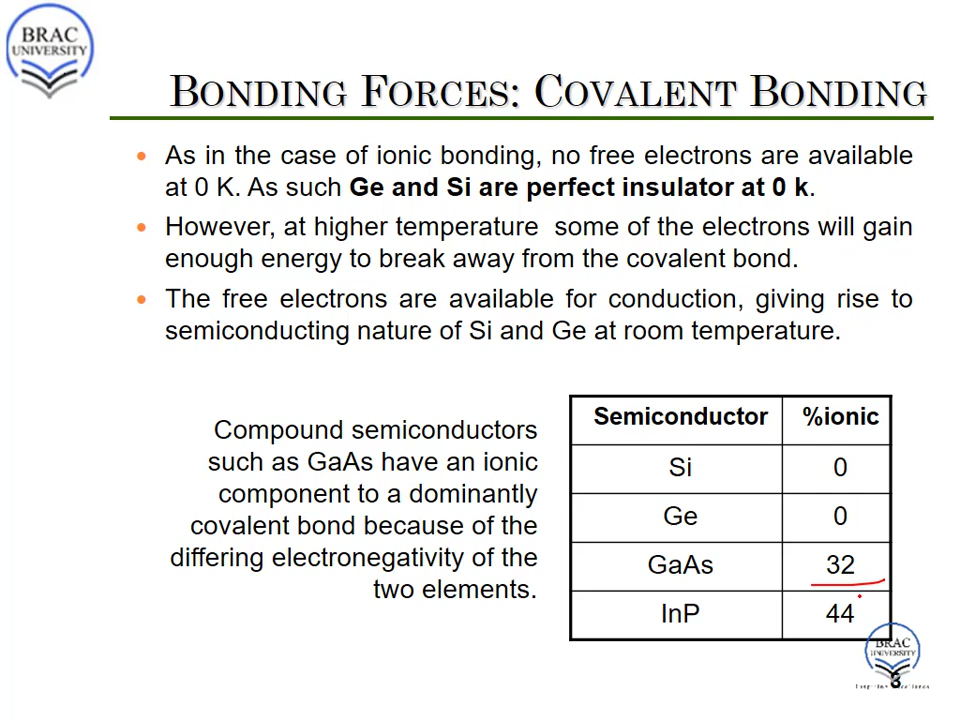 BRAC
UNIVERSITY
BONDING FORCES: COVALENT BONDING
As in the case of ionic bonding, no free electrons are available
at 0 K. As such Ge and Si are perfect insulator at 0 k.
However, at higher temperature some of the electrons will gain
enough energy to break away from the covalent bond.
The free electrons are available for conduction, giving rise to
semiconducting nature of Si and Ge at room temperature.
Compound semiconductors
such as GaAs have an ionic
component to a dominantly
covalent bond because of the
differing electronegativity of the
two elements.
Semiconductor %ionic
Si 0
Ge 0
GaAs 32
InP 44
BRAC
UNIVERSITY
8